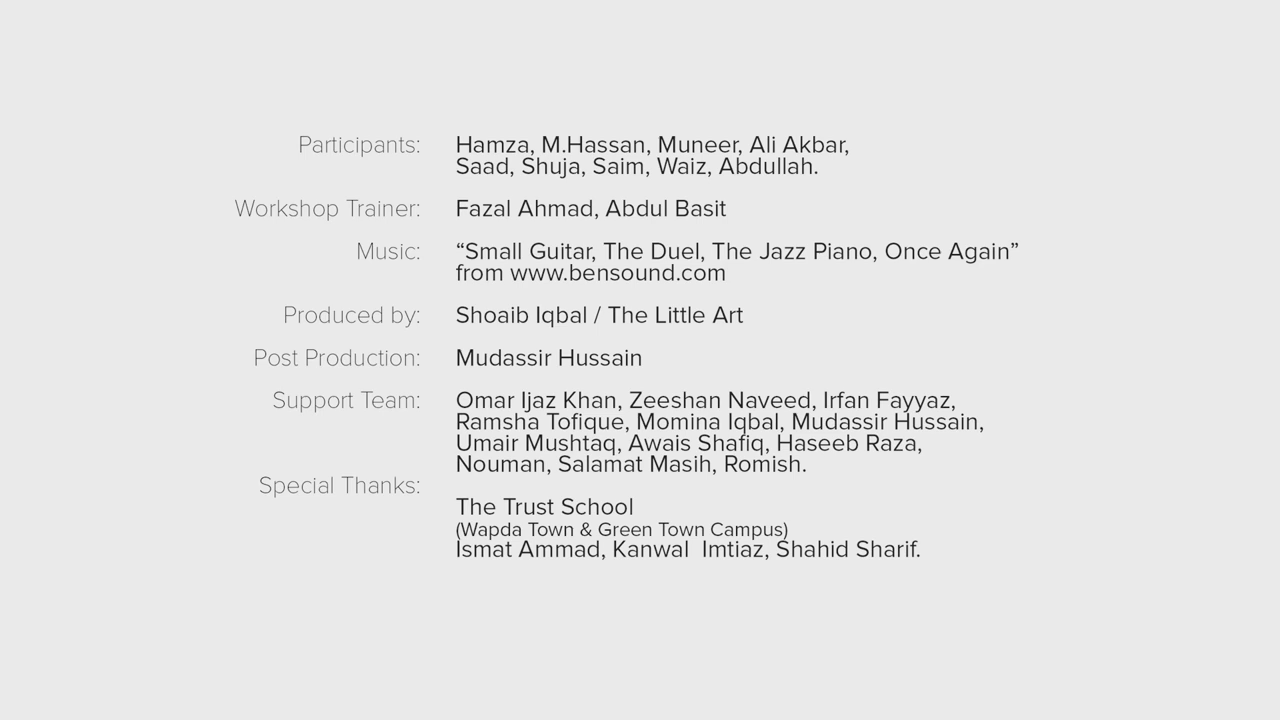 Participants: Hamza, M.Hassan, Muneer, Ali Akbar,
Saad, Shuja, Saim, Waiz, Abdullah.
Workshop Trainer: Fazal Ahmad, Abdul Basit
Music: “Small Guitar, The Duel, The Jazz Piano, Once Again”
from www.bensound.com
Produced by: Shoaib Iqbal / The Little Art
Post Production: Mudassir Hussain
Support Team: Omar Ijaz Khan, Zeeshan Naveed, Irfan Fayyaz,
Ramsha Tofique, Momina Iqbal, Mudassir Hussain,
Umair Mushtaq, Awais Shafiq, Haseeb Raza,
Nouman, Salamat Masih, Romish.
Special Thanks:
The Trust School
(Wapda Town & Green Town Campus)
Ismat Ammad, Kanwal  Imtiaz, Shahid Sharif.